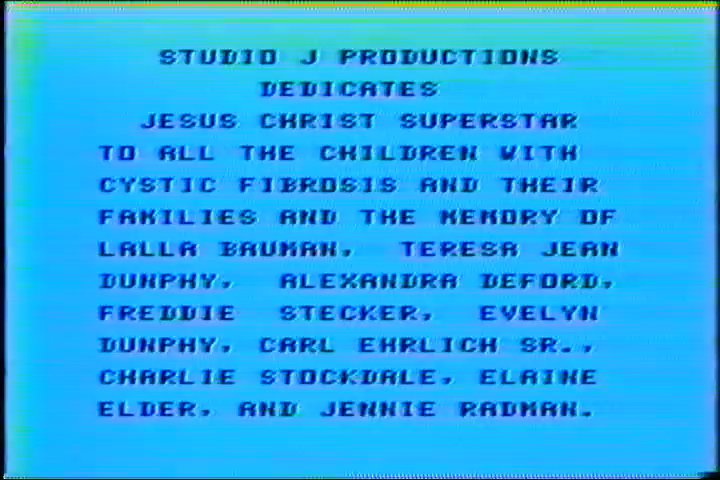 STUDIO J PRODUCTIONS
DEDICATES
JESUS CHRIST SUPERSTAR
TO ALL THE CHILDREN WITH
CYSTIC FIBROSIS AND THEIR
FAMILIES AND THE MEMORY OF
LALLA BAUMAN, TERESA JEAN
DUNPHY, ALEXANDRA DEFORD,
FREDDIE STECKER, EVELYN
DUNPHY, CARL EHRLICH SR.,
CHARLIE STOCKDALE, ELAINE
ELDER, AND JENNIE RADMAN.